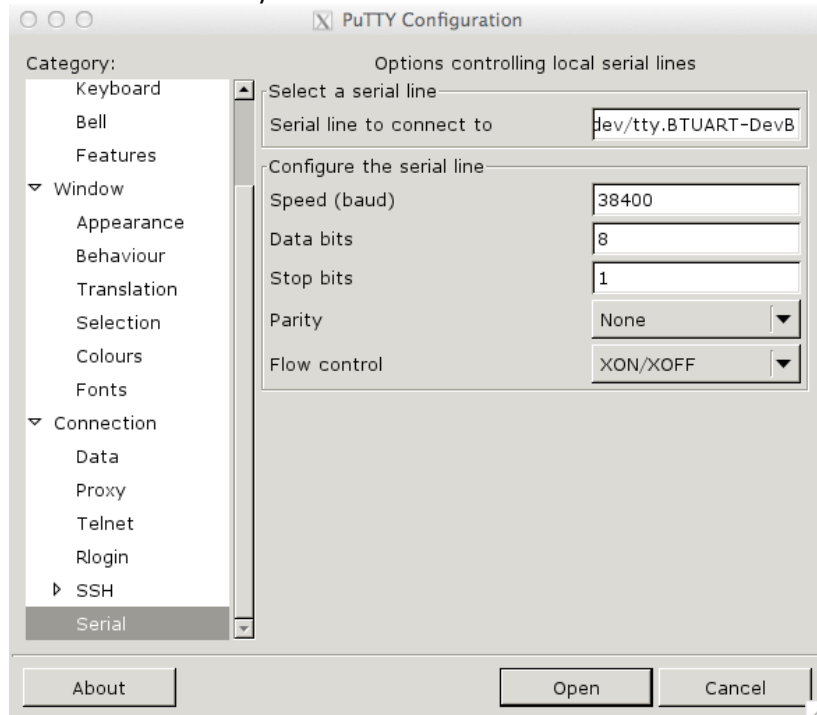 PuTTY Configuration
Category:
Options controlling local serial lines
Keyboard
Bell
Features
Window
Appearance
Behaviour
Translation
Selection
Colours
Fonts
Connection
Data
Proxy
Telnet
Rlogin
SSH
Serial
Select a serial line
Serial line to connect to dev/tty.BTUART-DevB
Configure the serial line
Speed (baud) 38400
Data bits 8
Stop bits 1
Parity None
Flow control XON/XOFF
About Open Cancel